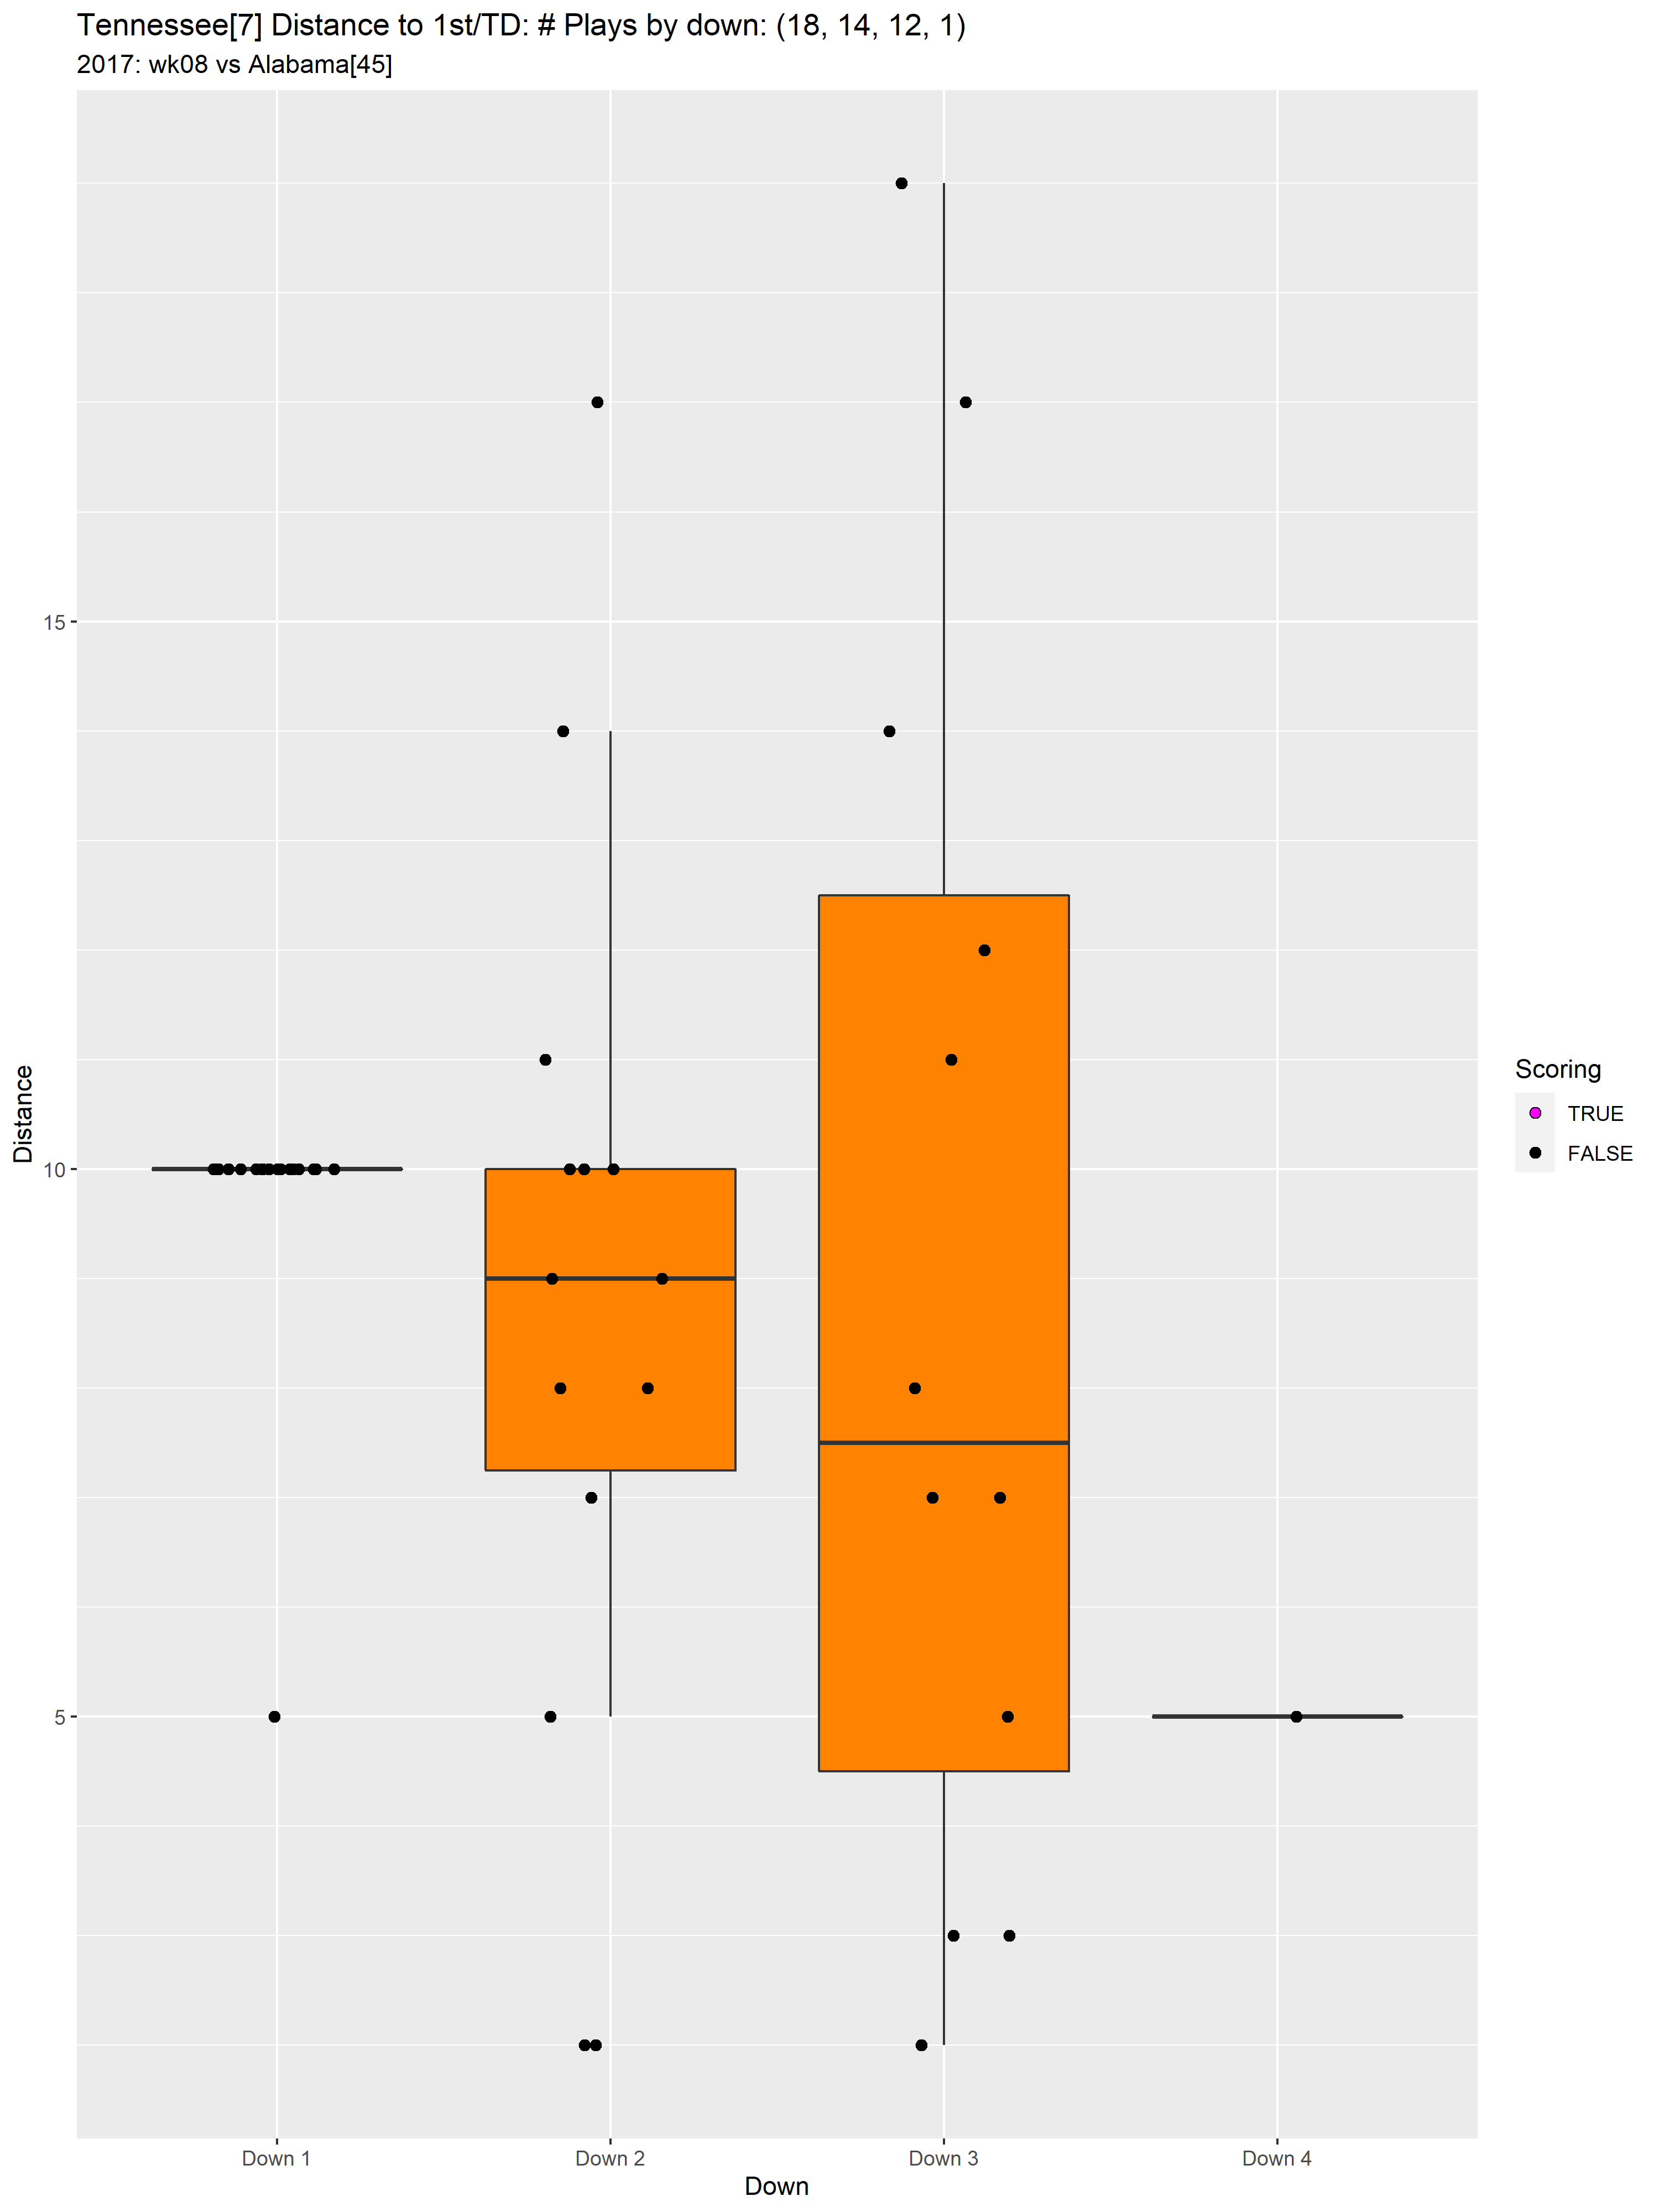 Tennessee[7] Distance to 1st/TD: # Plays by down: (18, 14, 12, 1)
2017: wk08 vs Alabama[45]
15
10
5
Distance
Down 1
Down 2
Down 3
Down 4
Down
Scoring
TRUE
FALSE